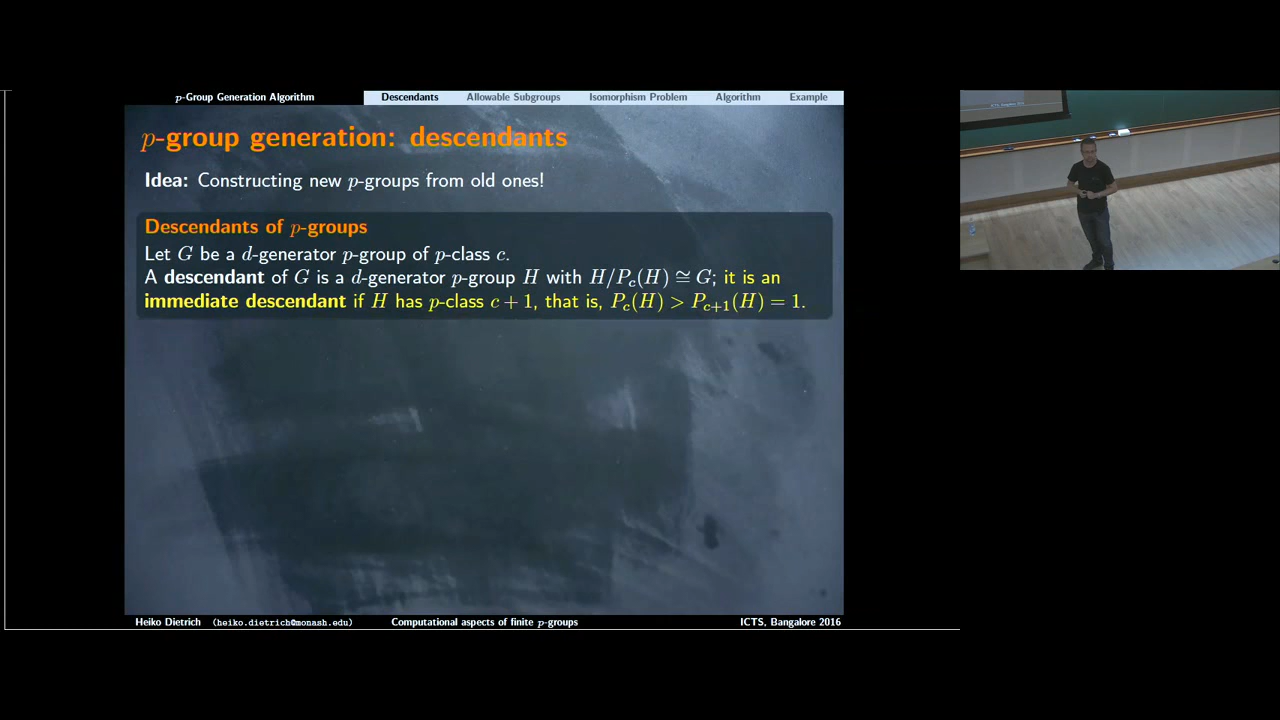 p-Group Generation Algorithm Descendants Allowable Subgroups Isomorphism Problem Algorithm Example
p-group generation: descendants
Idea: Constructing new p-groups from old ones!
Descendants of p-groups
Let G be a d-generator p-group of p-class c.
A descendant of G is a d-generator p-group H with H/P_c(H) ≅ G; it is an
immediate descendant if H has p-class c + 1, that is, P_c(H) > P_{c+1}(H) = 1.
Heiko Dietrich (heiko.dietrich@monash.edu) Computational aspects of finite p-groups ICTS, Bangalore 2016